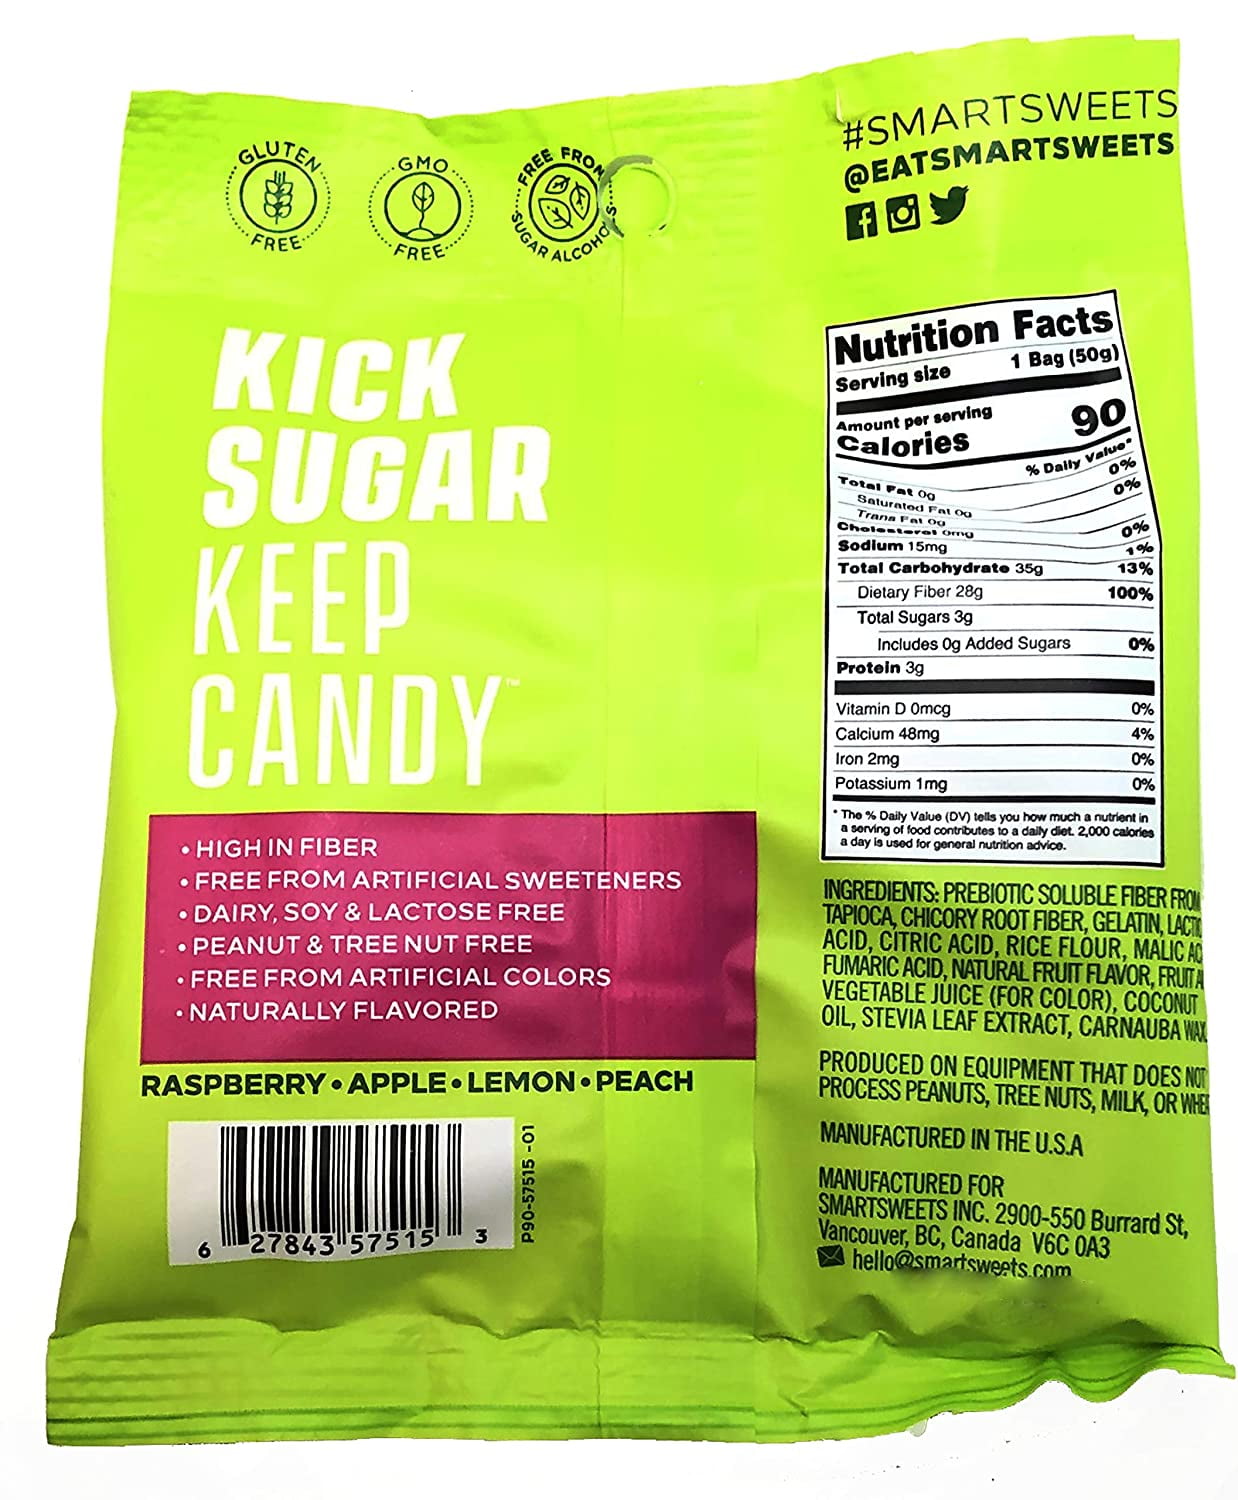 GLUTEN
FREE
GMO
FREE
FREE FROM
SUGAR ALCOHOLS
#SMARTSWEETS
@EATSMARTSWEETS
KICK
SUGAR
KEEP
CANDY™
• HIGH IN FIBER
• FREE FROM ARTIFICIAL SWEETENERS
• DAIRY, SOY & LACTOSE FREE
• PEANUT & TREE NUT FREE
• FREE FROM ARTIFICIAL COLORS
• NATURALLY FLAVORED
RASPBERRY • APPLE • LEMON • PEACH
6 27843 57515 3
P90-57515 -01
Nutrition Facts
Serving size 1 Bag (50g)
Amount per serving
Calories 90
% Daily Value*
Total Fat 0g 0%
Saturated Fat 0g 0%
Trans Fat 0g
Cholesterol 0mg 0%
Sodium 15mg 1%
Total Carbohydrate 35g 13%
Dietary Fiber 28g 100%
Total Sugars 3g
Includes 0g Added Sugars 0%
Protein 3g
Vitamin D 0mcg 0%
Calcium 48mg 4%
Iron 2mg 0%
Potassium 1mg 0%
* The % Daily Value (DV) tells you how much a nutrient in
a serving of food contributes to a daily diet. 2,000 calories
a day is used for general nutrition advice.
INGREDIENTS: PREBIOTIC SOLUBLE FIBER FROM
TAPIOCA, CHICORY ROOT FIBER, GELATIN, LACTIC
ACID, CITRIC ACID, RICE FLOUR, MALIC AC
FUMARIC ACID, NATURAL FRUIT FLAVOR, FRUIT A
VEGETABLE JUICE (FOR COLOR), COCONUT
OIL, STEVIA LEAF EXTRACT, CARNAUBA WAX
PRODUCED ON EQUIPMENT THAT DOES NOT
PROCESS PEANUTS, TREE NUTS, MILK, OR WHEA
MANUFACTURED IN THE U.S.A
MANUFACTURED FOR
SMARTSWEETS INC. 2900-550 Burrard St,
Vancouver, BC, Canada V6C 0A3
hello@smartsweets.com